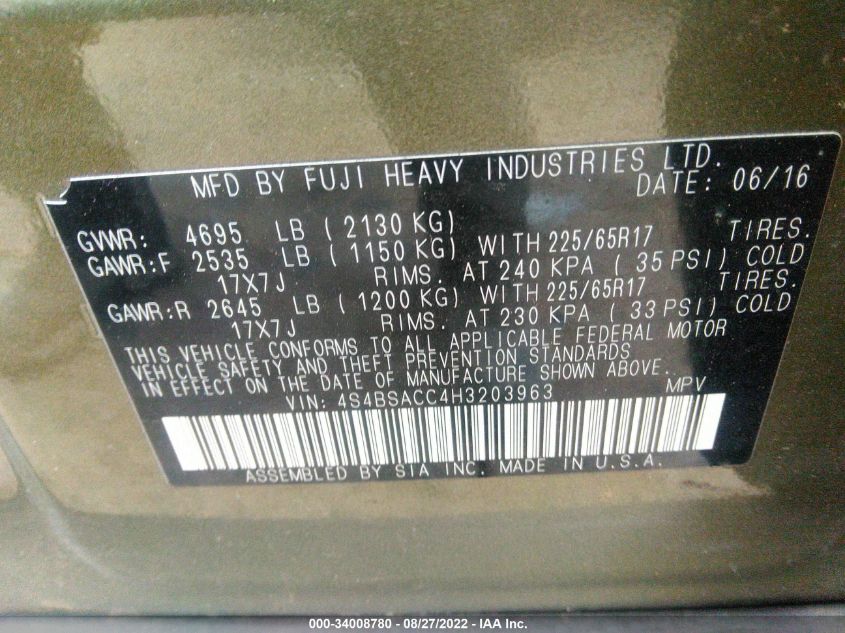 MFD BY FUJI HEAVY INDUSTRIES LTD.
DATE: 06/16
GVWR: 4695 LB ( 2130 KG)
GAWR:F 2535 LB ( 1150 KG) WITH 225/65R17 TIRES.
17X7J RIMS. AT 240 KPA ( 35 PSI) COLD
GAWR:R 2645 LB ( 1200 KG) WITH 225/65R17 TIRES.
17X7J RIMS. AT 230 KPA ( 33 PSI) COLD
THIS VEHICLE CONFORMS TO ALL APPLICABLE FEDERAL MOTOR
VEHICLE SAFETY AND THEFT PREVENTION STANDARDS
IN EFFECT ON THE DATE OF MANUFACTURE SHOWN ABOVE.
VIN: 4S4BSACC4H3203963 MPV
ASSEMBLED BY SIA INC. MADE IN U.S.A.
000-34008780 - 08/27/2022 - IAA Inc.